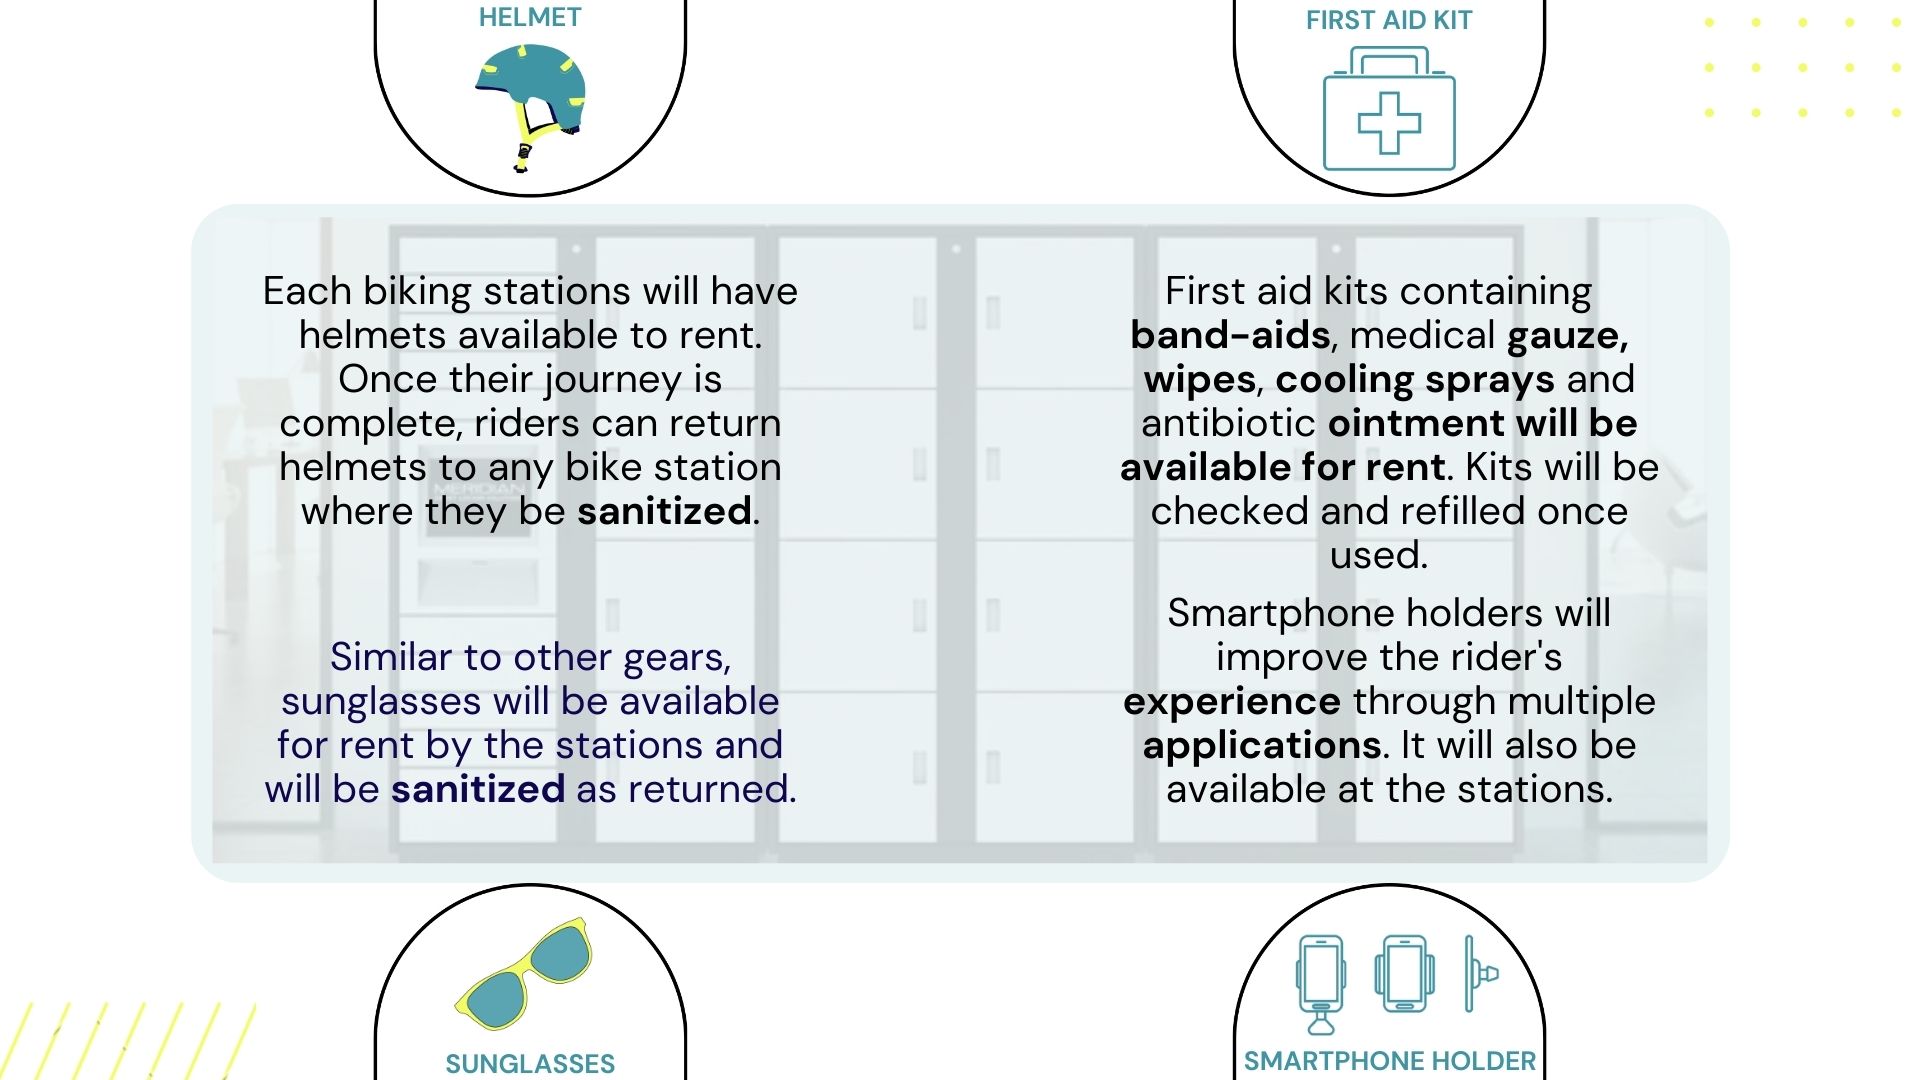 HELMET
Each biking stations will have
helmets available to rent.
Once their journey is
complete, riders can return
helmets to any bike station
where they be sanitized.
FIRST AID KIT
First aid kits containing
band-aids, medical gauze,
wipes, cooling sprays and
antibiotic ointment will be
available for rent. Kits will be
checked and refilled once
used.
Similar to other gears,
sunglasses will be available
for rent by the stations and
will be sanitized as returned.
SUNGLASSES
Smartphone holders will
improve the rider's
experience through multiple
applications. It will also be
available at the stations.
SMARTPHONE HOLDER
MERIDIAN